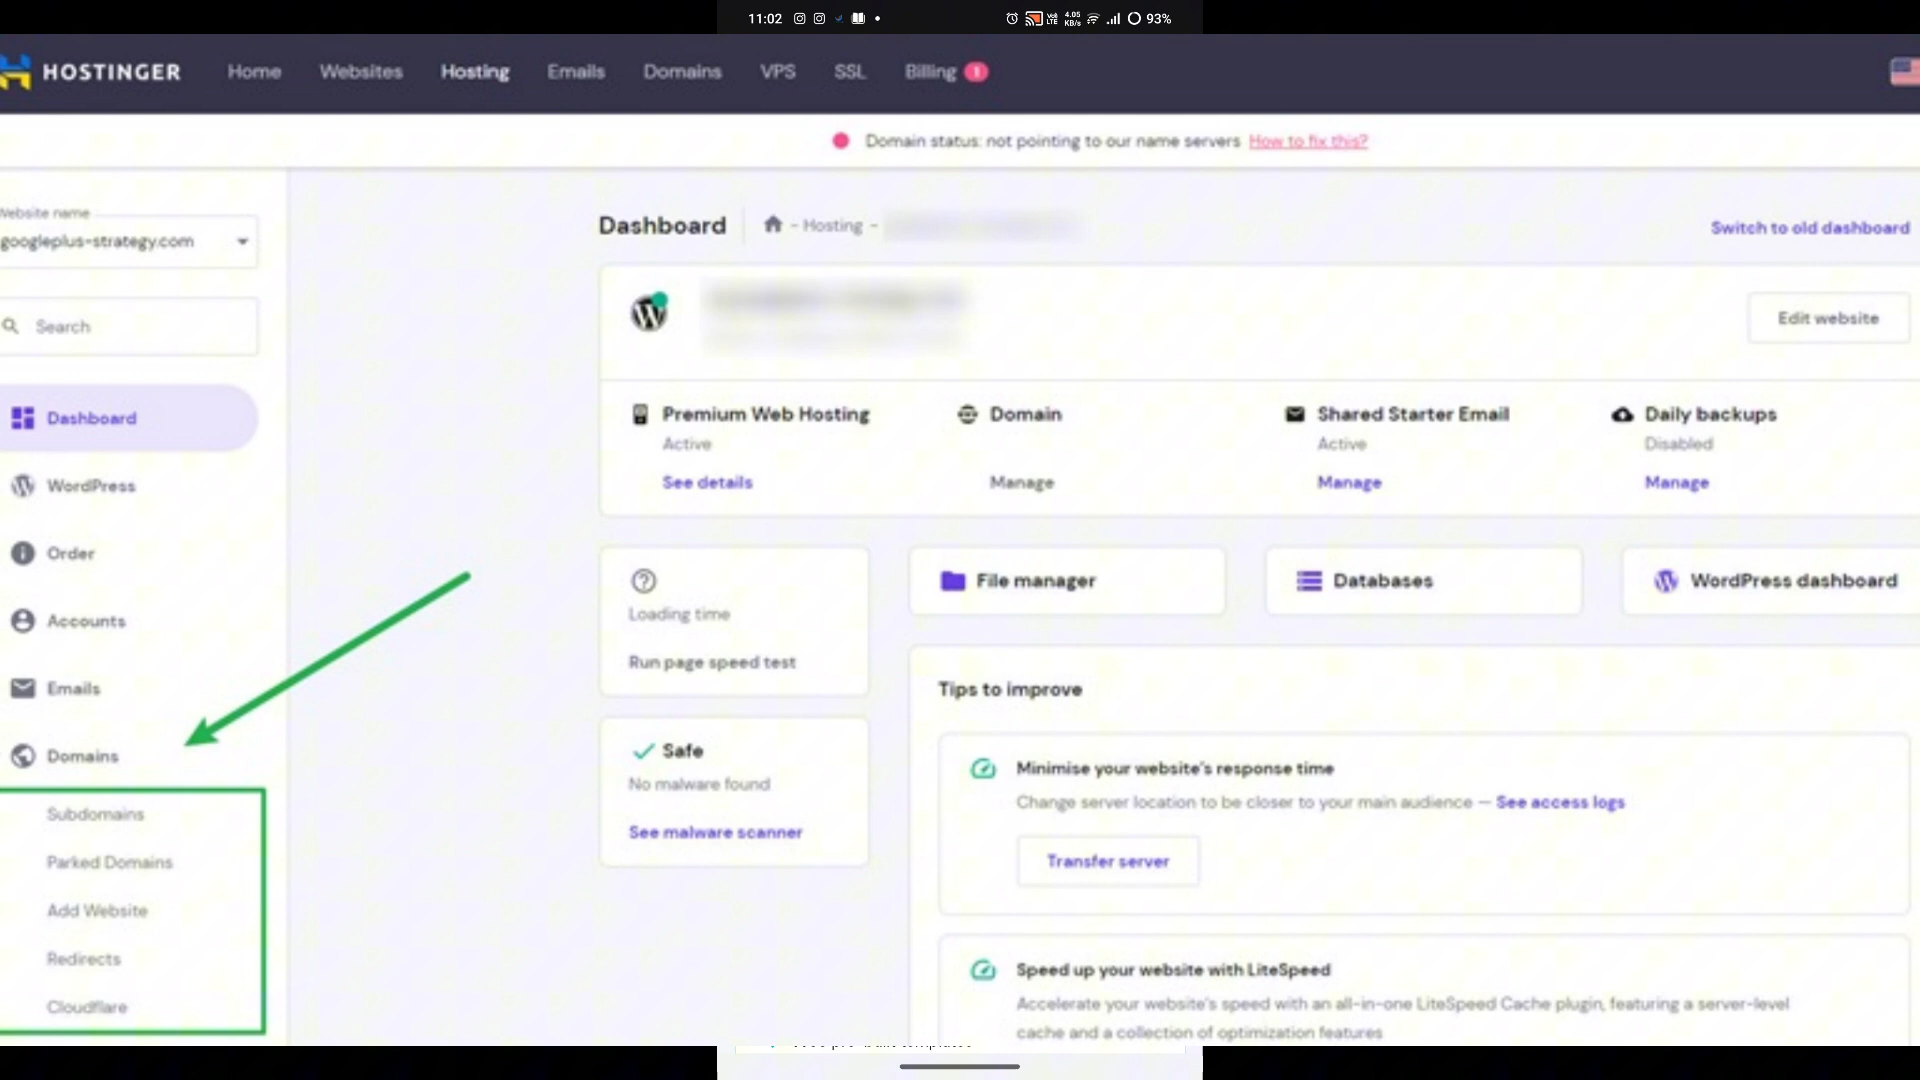 11:02
VoLTE 4.05 KB/s 93%
HOSTINGER Home Websites Hosting Emails Domains VPS SSL Billing 1
Domain status: not pointing to our name servers How to fix this?
Website name
googleplus-strategy.com
Search
Dashboard
WordPress
Order
Accounts
Emails
Domains
Subdomains
Parked Domains
Add Website
Redirects
Cloudflare
Dashboard - Hosting -
Switch to old dashboard
Edit website
Premium Web Hosting
Active
See details
Domain
Manage
Shared Starter Email
Active
Manage
Daily backups
Disabled
Manage
Loading time
Run page speed test
File manager
Databases
WordPress dashboard
Safe
No malware found
See malware scanner
Tips to improve
Minimise your website's response time
Change server location to be closer to your main audience — See access logs
Transfer server
Speed up your website with LiteSpeed
Accelerate your website's speed with an all-in-one LiteSpeed Cache plugin, featuring a server-level
cache and a collection of optimization features